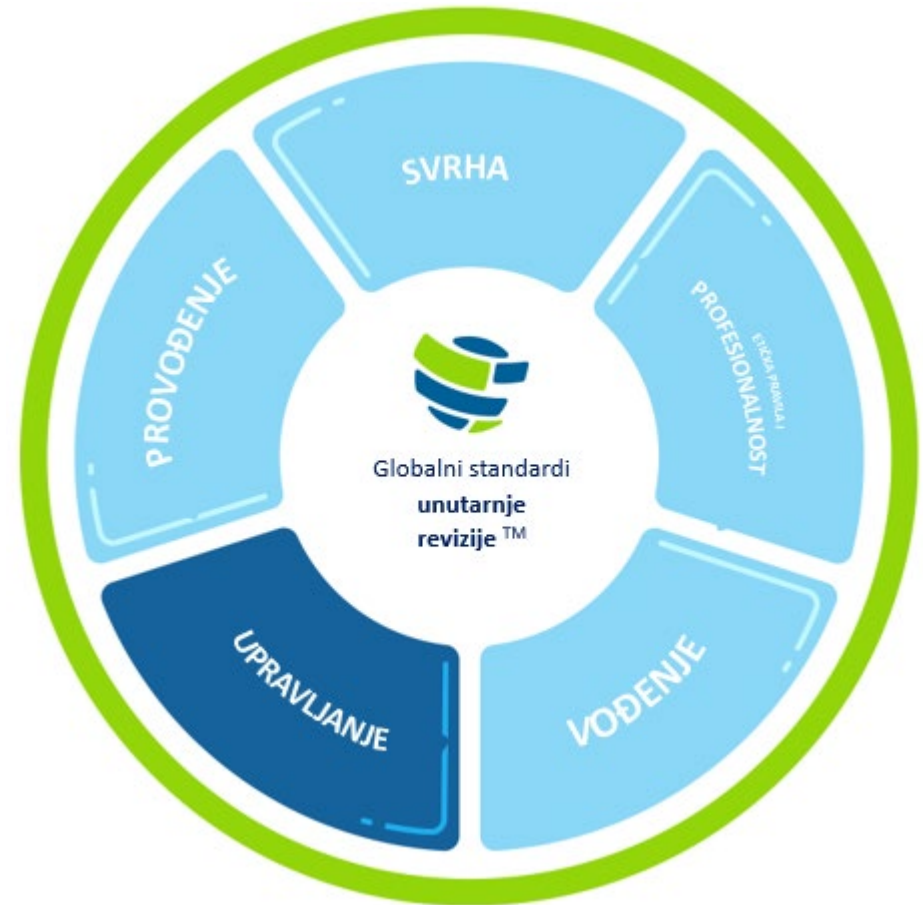 SVRHA
ETIČKA PRAVILA I
PROFESIONALNOST
VOĐENJE
UPRAVLJANJE
PROVOĐENJE
Globalni standardi
unutarnje
revizije TM